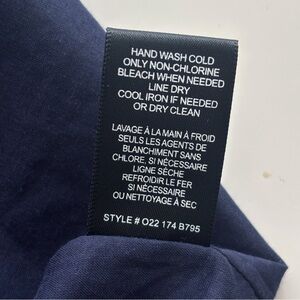 HAND WASH COLD
ONLY NON-CHLORINE
BLEACH WHEN NEEDED
LINE DRY
COOL IRON IF NEEDED
OR DRY CLEAN
LAVAGE À LA MAIN À FROID
SEULS LES AGENTS DE
BLANCHIMENT SANS
CHLORE, SI NÉCESSAIRE
LIGNE SÈCHE
REFROIDIR LE FER
SI NÉCESSAIRE
OU NETTOYAGE À SEC
STYLE # O22 174 B795